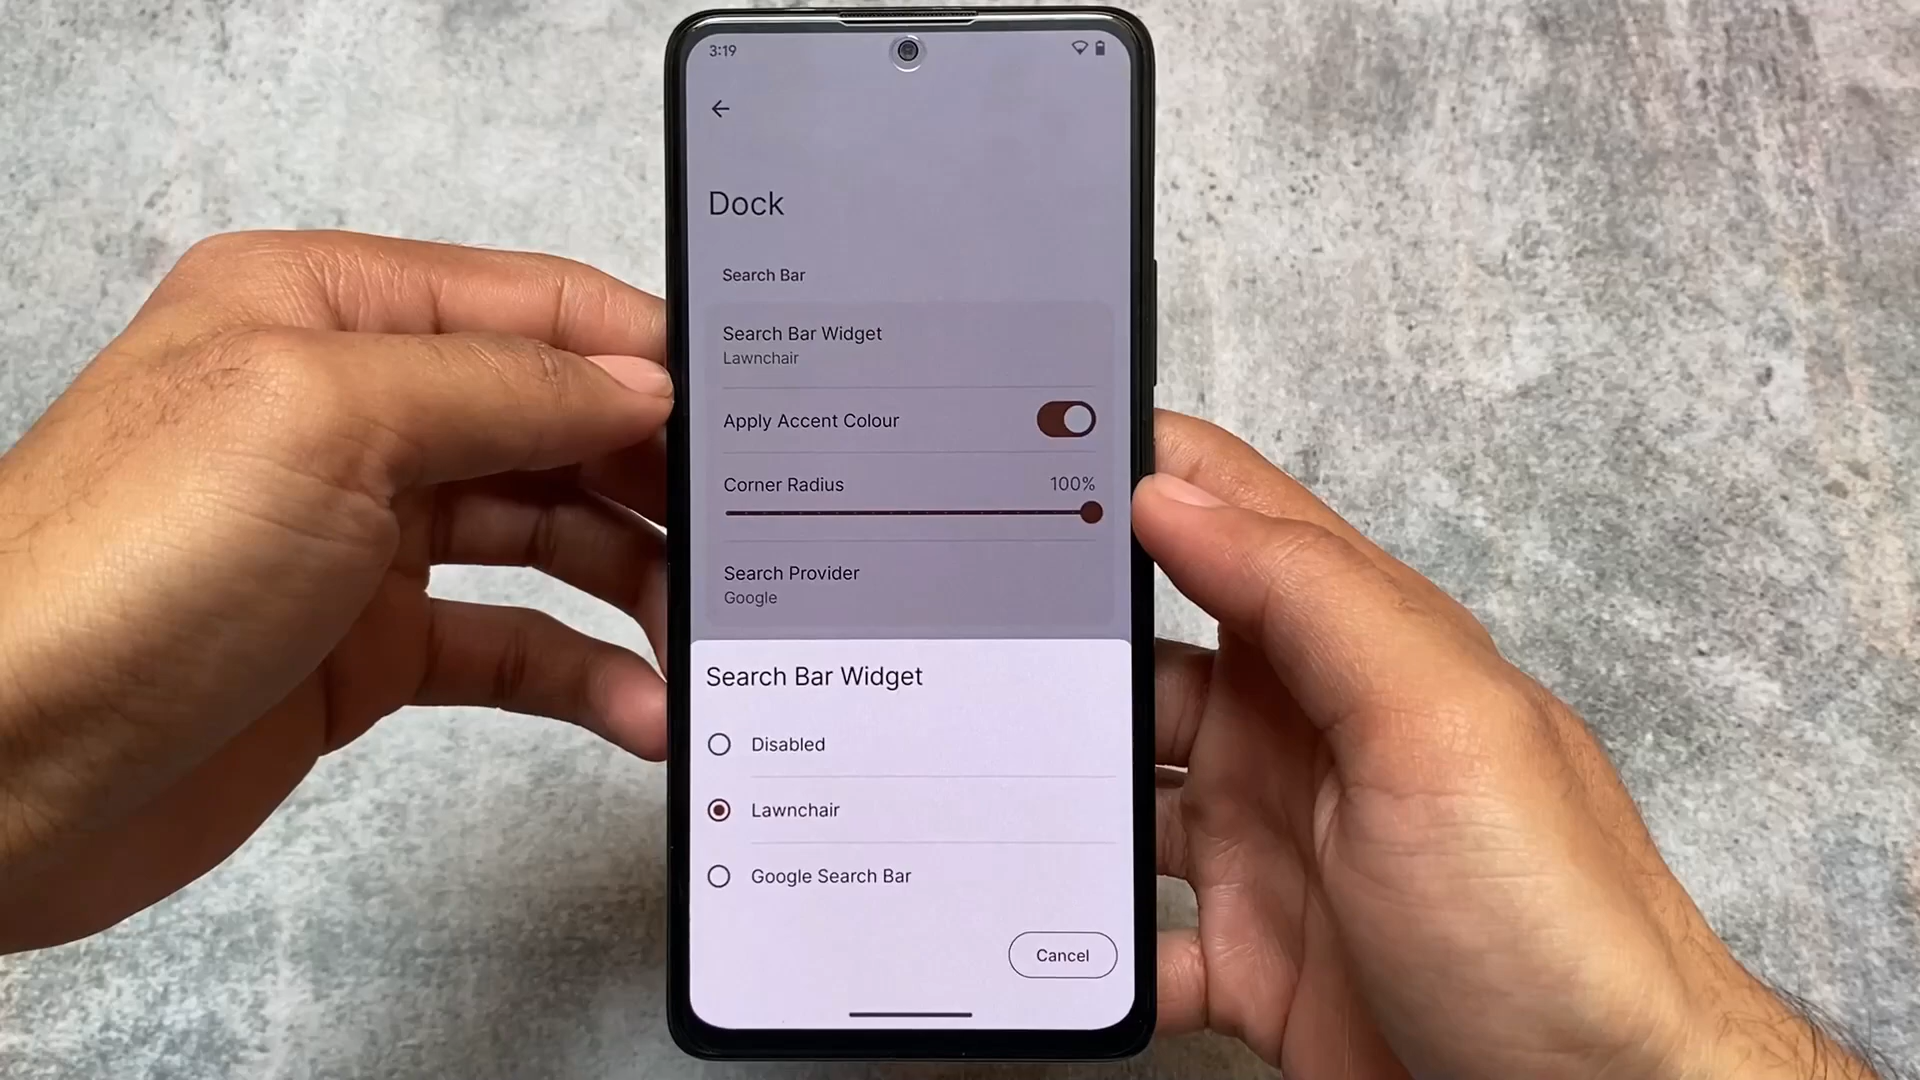 3:19
Dock
Search Bar
Search Bar Widget
Lawnchair
Apply Accent Colour
Corner Radius 100%
Search Provider
Google
Search Bar Widget
Disabled
Lawnchair
Google Search Bar
Cancel